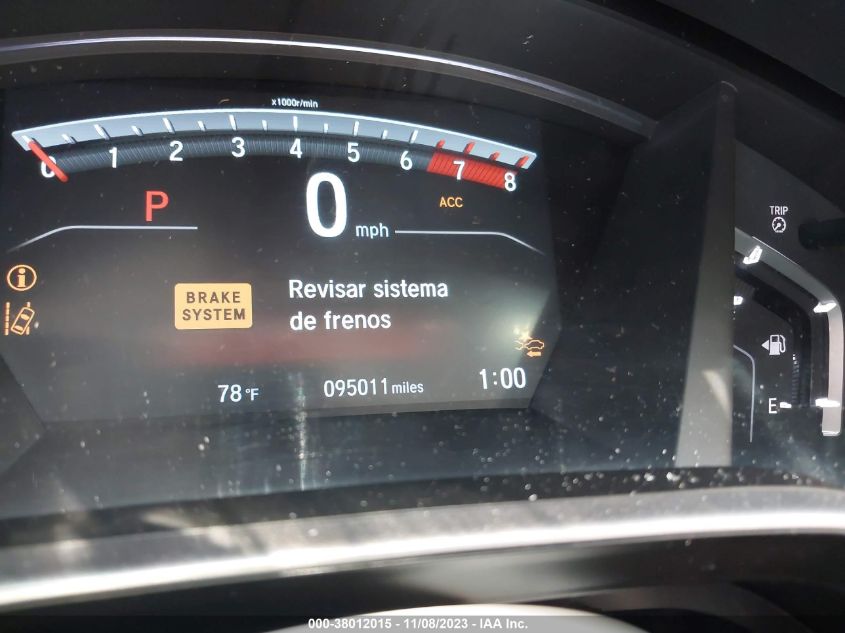 x1000r/min
0 1 2 3 4 5 6 7 8
P
0 mph
ACC
TRIP
BRAKE SYSTEM
Revisar sistema
de frenos
78°F
095011 miles
1:00
E
000-38012015 - 11/08/2023 - IAA Inc.